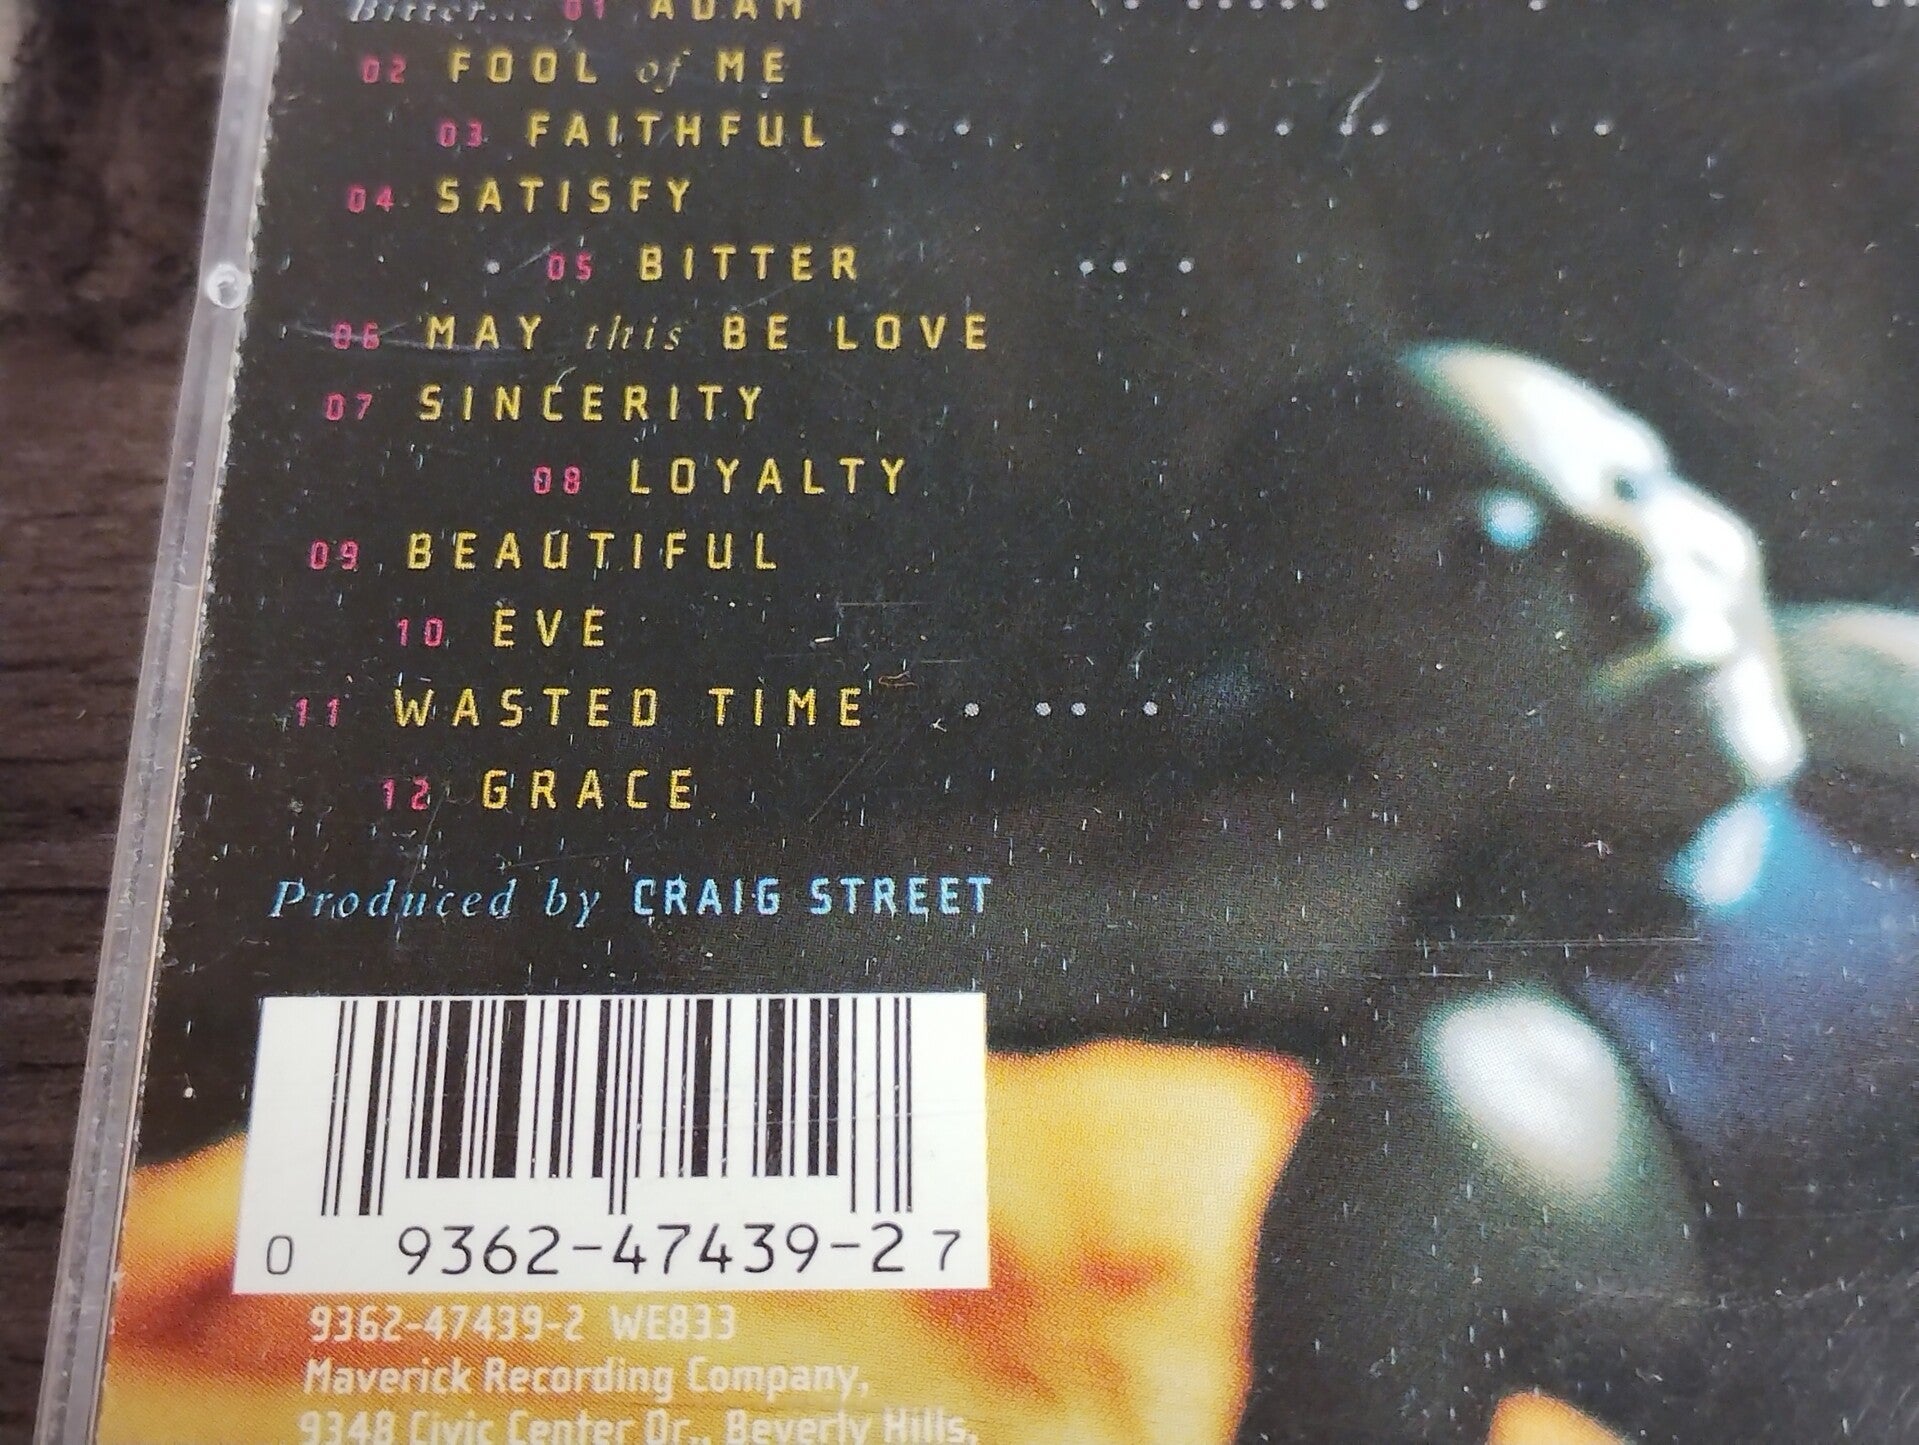 Bitter... 01 ADAM
02 FOOL of ME
03 FAITHFUL
04 SATISFY
05 BITTER
06 MAY this BE LOVE
07 SINCERITY
08 LOYALTY
09 BEAUTIFUL
10 EVE
11 WASTED TIME
12 GRACE
Produced by CRAIG STREET
0 9362-47439-2 7
9362-47439-2 WE833
Maverick Recording Company,
9348 Civic Center Dr., Beverly Hills,